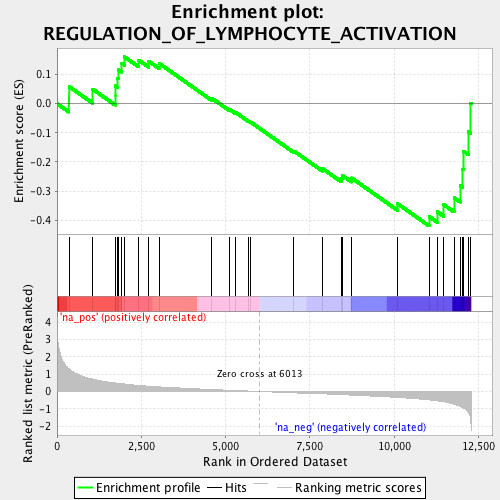 Enrichment plot:
REGULATION_OF_LYMPHOCYTE_ACTIVATION
Enrichment score (ES)
0.1
0.0
-0.1
-0.2
-0.3
-0.4
'na_pos' (positively correlated)
Ranked list metric (PreRanked)
4
3
2
1
0
-1
-2
Zero cross at 6013
'na_neg' (negatively correlated)
0
2,500
5,000
7,500
10,000
12,500
Rank in Ordered Dataset
Enrichment profile
Hits
Ranking metric scores